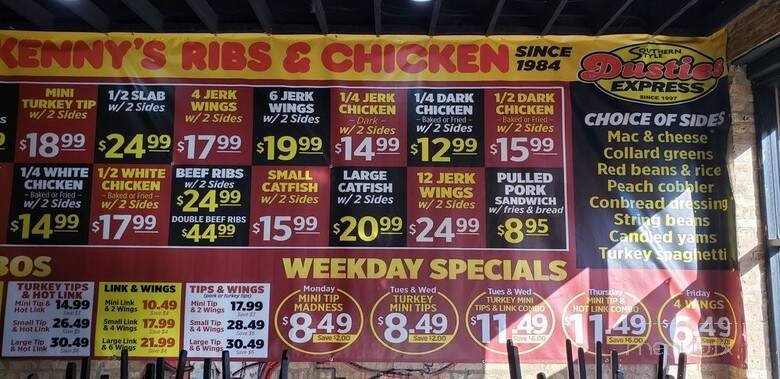 KENNY'S RIBS & CHICKEN SINCE 1984
SOUTHERN STYLE
Dustie's
EXPRESS
SINCE 1997
MINI
TURKEY TIP
w/ 2 Sides
$18.99
1/2 SLAB
w/ 2 Sides
$24.99
4 JERK
WINGS
w/ 2 Sides
$17.99
6 JERK
WINGS
w/ 2 Sides
$19.99
1/4 JERK
CHICKEN
- Dark -
w/ 2 Sides
$14.99
1/4 DARK
CHICKEN
- Baked or Fried -
w/ 2 Sides
$12.99
1/2 DARK
CHICKEN
- Baked or Fried -
w/ 2 Sides
$15.99
1/4 WHITE
CHICKEN
- Baked or Fried -
w/ 2 Sides
$14.99
1/2 WHITE
CHICKEN
- Baked or Fried -
w/ 2 Sides
$17.99
BEEF RIBS
w/ 2 Sides
$24.99
DOUBLE BEEF RIBS
$44.99
SMALL
CATFISH
w/ 2 Sides
$15.99
LARGE
CATFISH
w/ 2 Sides
$20.99
12 JERK
WINGS
w/ 2 Sides
$24.99
PULLED
PORK
SANDWICH
w/ fries & bread
$8.95
CHOICE OF SIDES
Mac & cheese
Collard greens
Red beans & rice
Peach cobbler
Conbread dressing
String beans
Candied yams
Turkey spaghetti
BOS
TURKEY TIPS
& HOT LINK
Mini Tip & Hot Link 14.99
Small Tip & Hot Link 26.49
Large Tip & Hot Link 30.49
LINK & WINGS
Mini Link & 2 Wings 10.49
Save $4
Small Link & 4 Wings 17.99
Large Link & 6 Wings 21.99
TIPS & WINGS
(pork or turkey tips)
Mini Tip & 2 Wings 17.99
Small Tip & 4 Wings 28.49
Large Tip & 6 Wings 30.49
WEEKDAY SPECIALS
Monday
MINI TIP
MADNESS
$8.49
Save $2.00
Tues & Wed
TURKEY
MINI TIPS
$8.49
Save $2.00
Tues & Wed
TURKEY MINI
TIPS & LINK COMBO
$11.49
Save $6.00
Thursday
MINI TIP &
HOT LINK COMBO
$11.49
Save $6.00
Friday
4 WINGS
$6.49